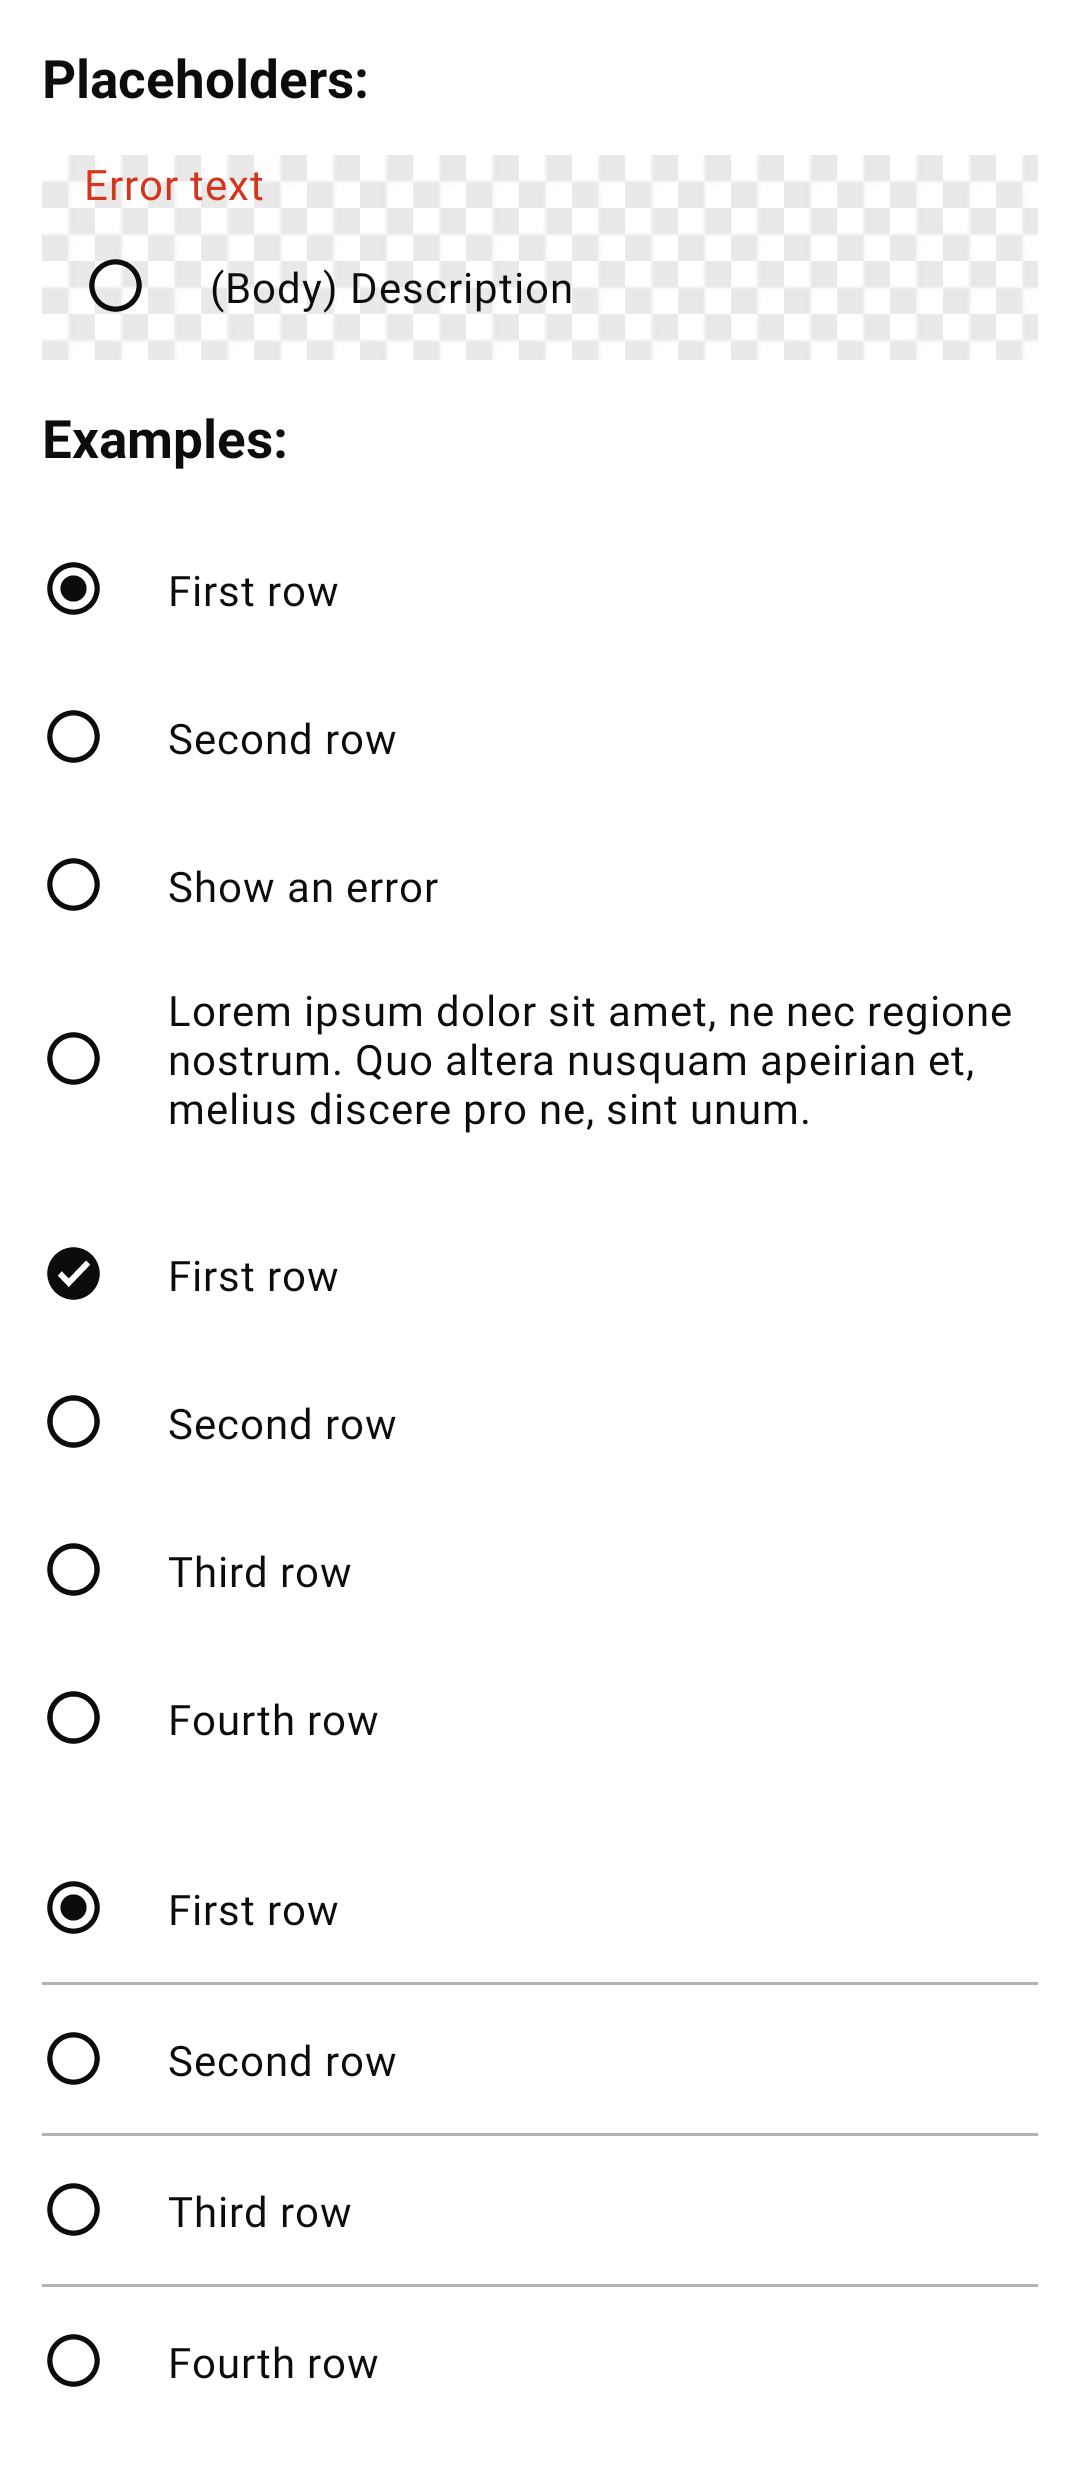 Placeholders:
Error text
(Body) Description
Examples:
First row
Second row
Show an error
Lorem ipsum dolor sit amet, ne nec regione
nostrum. Quo altera nusquam apeirian et,
melius discere pro ne, sint unum.
First row
Second row
Third row
Fourth row
First row
Second row
Third row
Fourth row